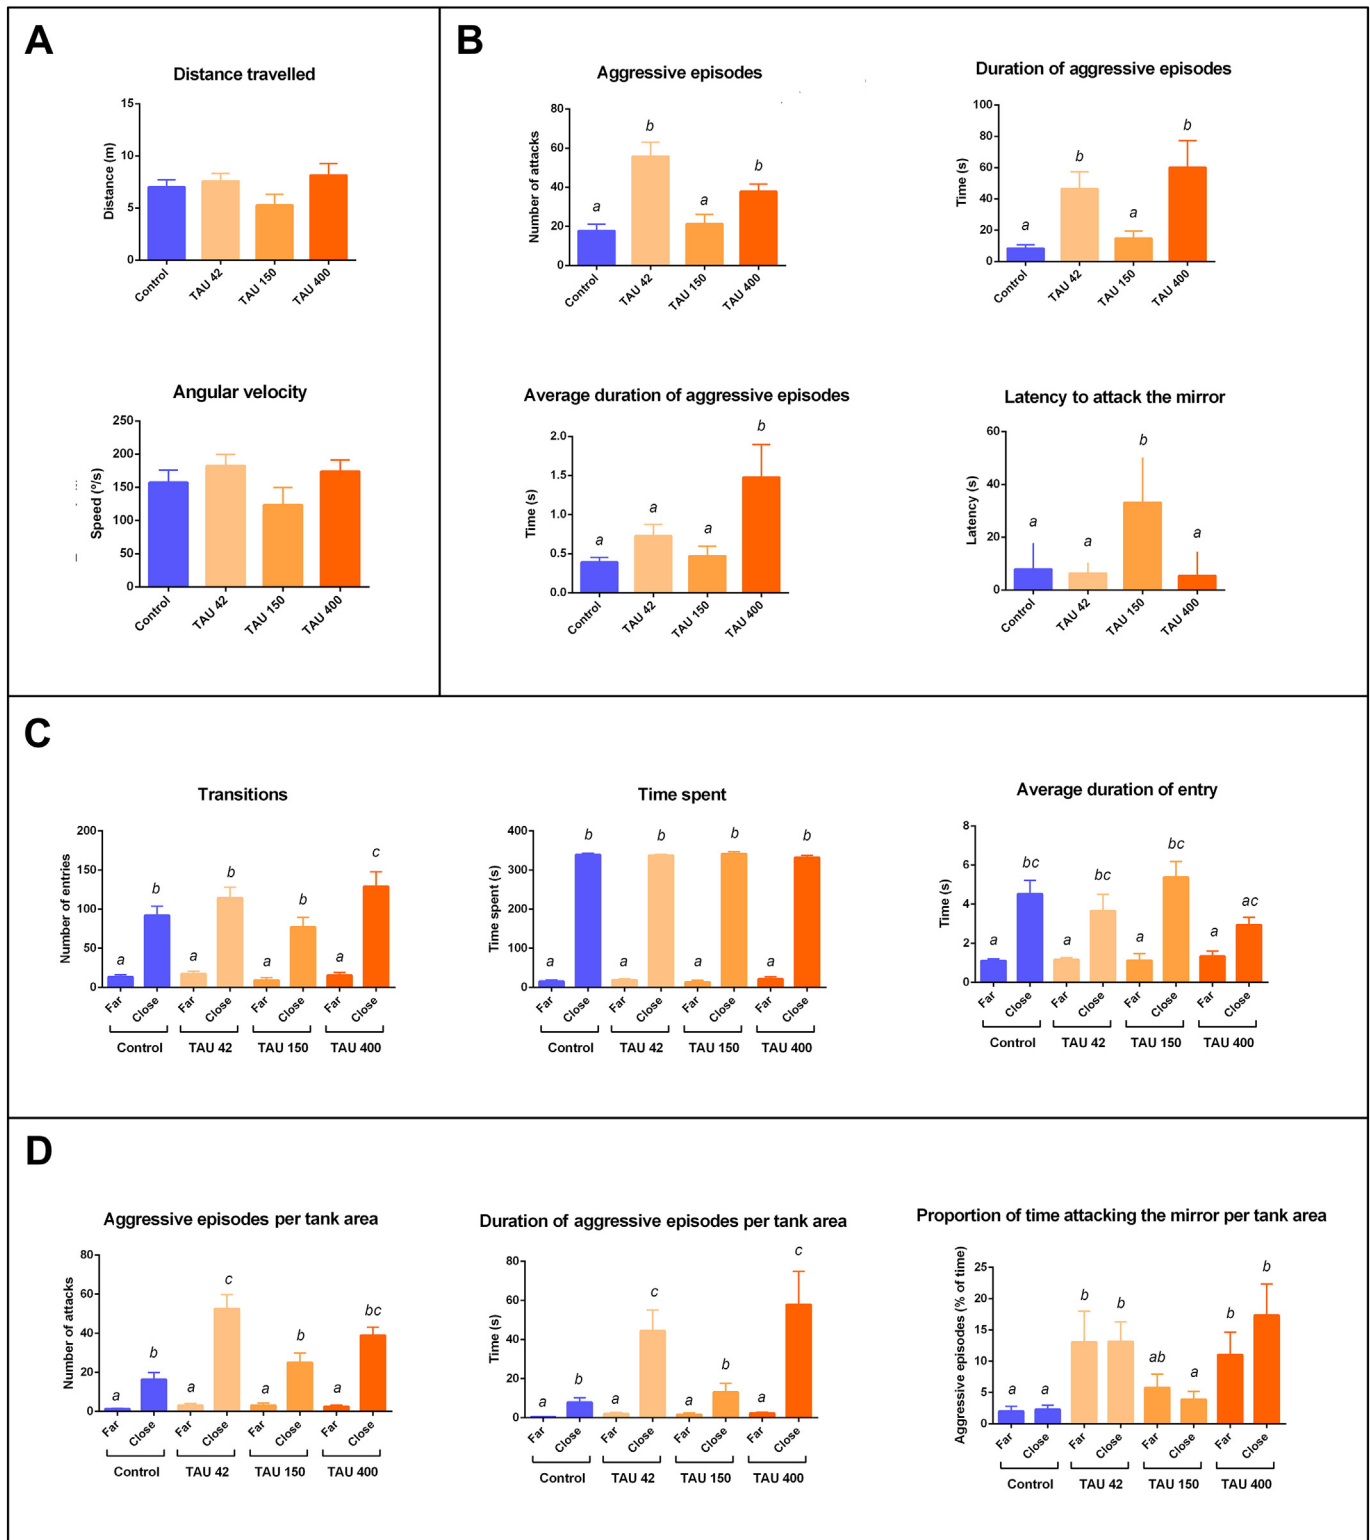 A
Distance travelled
15
10
5
0
Distance (m)
Control
TAU 42
TAU 150
TAU 400
Angular velocity
250
200
150
100
50
0
Speed (º/s)
Control
TAU 42
TAU 150
TAU 400
B
Aggressive episodes
80
60
40
20
0
Number of attacks
a
b
a
b
Control
TAU 42
TAU 150
TAU 400
Duration of aggressive episodes
100
80
60
40
20
0
Time (s)
a
b
a
b
Control
TAU 42
TAU 150
TAU 400
Average duration of aggressive episodes
2.0
1.5
1.0
0.5
0.0
Time (s)
a
a
a
b
Control
TAU 42
TAU 150
TAU 400
Latency to attack the mirror
60
40
20
0
Latency (s)
a
a
b
a
Control
TAU 42
TAU 150
TAU 400
C
Transitions
200
150
100
50
0
Number of entries
a
b
a
b
a
b
a
c
Far
Close
Far
Close
Far
Close
Far
Close
Control
TAU 42
TAU 150
TAU 400
Time spent
400
300
200
100
0
Time spent (s)
a
b
a
b
a
b
a
b
Far
Close
Far
Close
Far
Close
Far
Close
Control
TAU 42
TAU 150
TAU 400
Average duration of entry
8
6
4
2
0
Time (s)
a
bc
a
bc
a
bc
a
ac
Far
Close
Far
Close
Far
Close
Far
Close
Control
TAU 42
TAU 150
TAU 400
D
Aggressive episodes per tank area
80
60
40
20
0
Number of attacks
a
b
a
c
a
b
a
bc
Far
Close
Far
Close
Far
Close
Far
Close
Control
TAU 42
TAU 150
TAU 400
Duration of aggressive episodes per tank area
80
60
40
20
0
Time (s)
a
b
a
c
a
b
a
c
Far
Close
Far
Close
Far
Close
Far
Close
Control
TAU 42
TAU 150
TAU 400
Proportion of time attacking the mirror per tank area
25
20
15
10
5
0
Aggressive episodes (% of time)
a
a
b
b
ab
a
b
b
Far
Close
Far
Close
Far
Close
Far
Close
Control
TAU 42
TAU 150
TAU 400